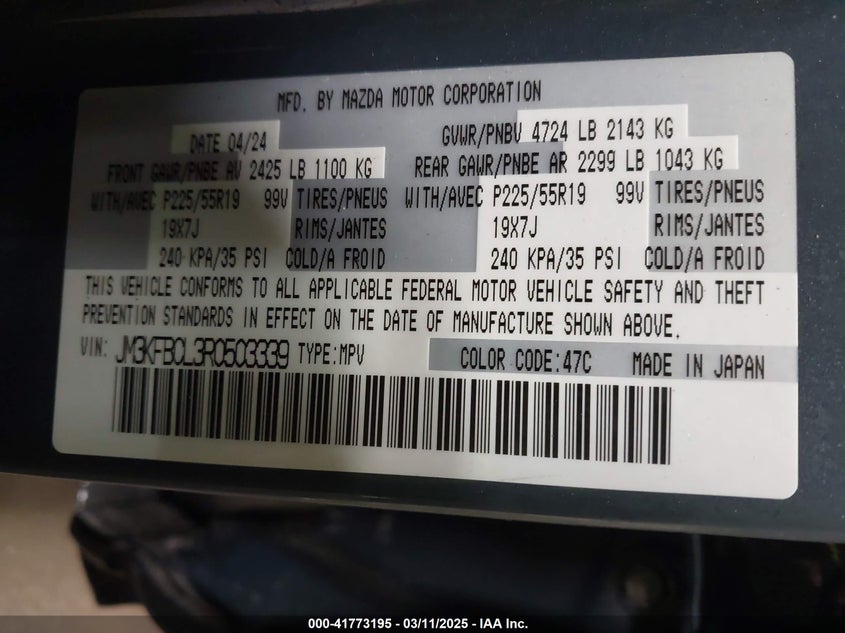 MFD. BY MAZDA MOTOR CORPORATION
DATE 04/24 GVWR/PNBV 4724 LB 2143 KG
FRONT GAWR/PNBE AV 2425 LB 1100 KG REAR GAWR/PNBE AR 2299 LB 1043 KG
WITH/AVEC P225/55R19 99V TIRES/PNEUS WITH/AVEC P225/55R19 99V TIRES/PNEUS
19X7J RIMS/JANTES 19X7J RIMS/JANTES
240 KPA/35 PSI COLD/A FROID 240 KPA/35 PSI COLD/A FROID
THIS VEHICLE CONFORMS TO ALL APPLICABLE FEDERAL MOTOR VEHICLE SAFETY AND THEFT
PREVENTION STANDARDS IN EFFECT ON THE DATE OF MANUFACTURE SHOWN ABOVE.
VIN: JM3KFBCL3R0503339 TYPE:MPV COLOR CODE:47C MADE IN JAPAN
000-41773195 - 03/11/2025 - IAA Inc.